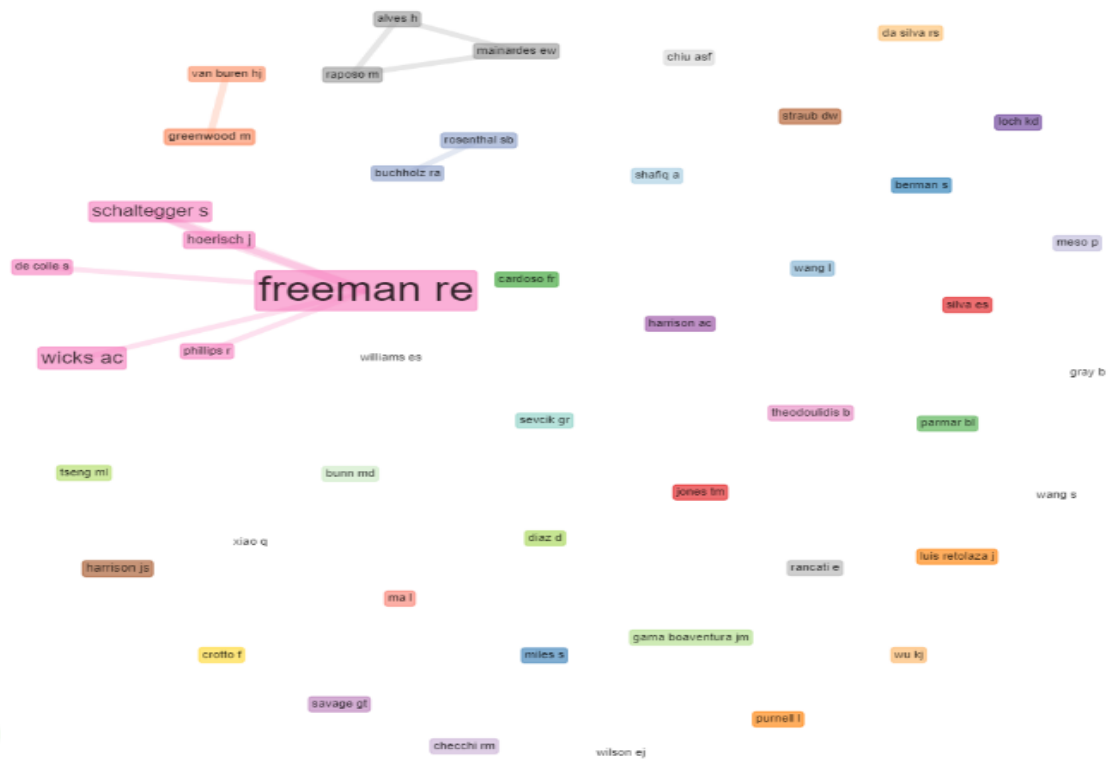 alves h
da silva rs
mainardes ew
chiu asf
van buren hj
raposo m
straub dw
loch kd
greenwood m
rosenthal sb
buchholz ra
shafiq a
berman s
schaltegger s
hoerisch j
meso p
de colle s
wang l
cardoso fr
freeman re
silva es
harrison ac
phillips r
wicks ac
williams es
gray b
theodoulidis b
sevcik gr
parmar bl
tseng ml
bunn md
jones tm
wang s
xiao q
diaz d
harrison js
rancati e
luis retolaza j
ma l
gama boaventura jm
crotto f
miles s
wu kj
savage gt
purnell l
checchi rm
wilson ej